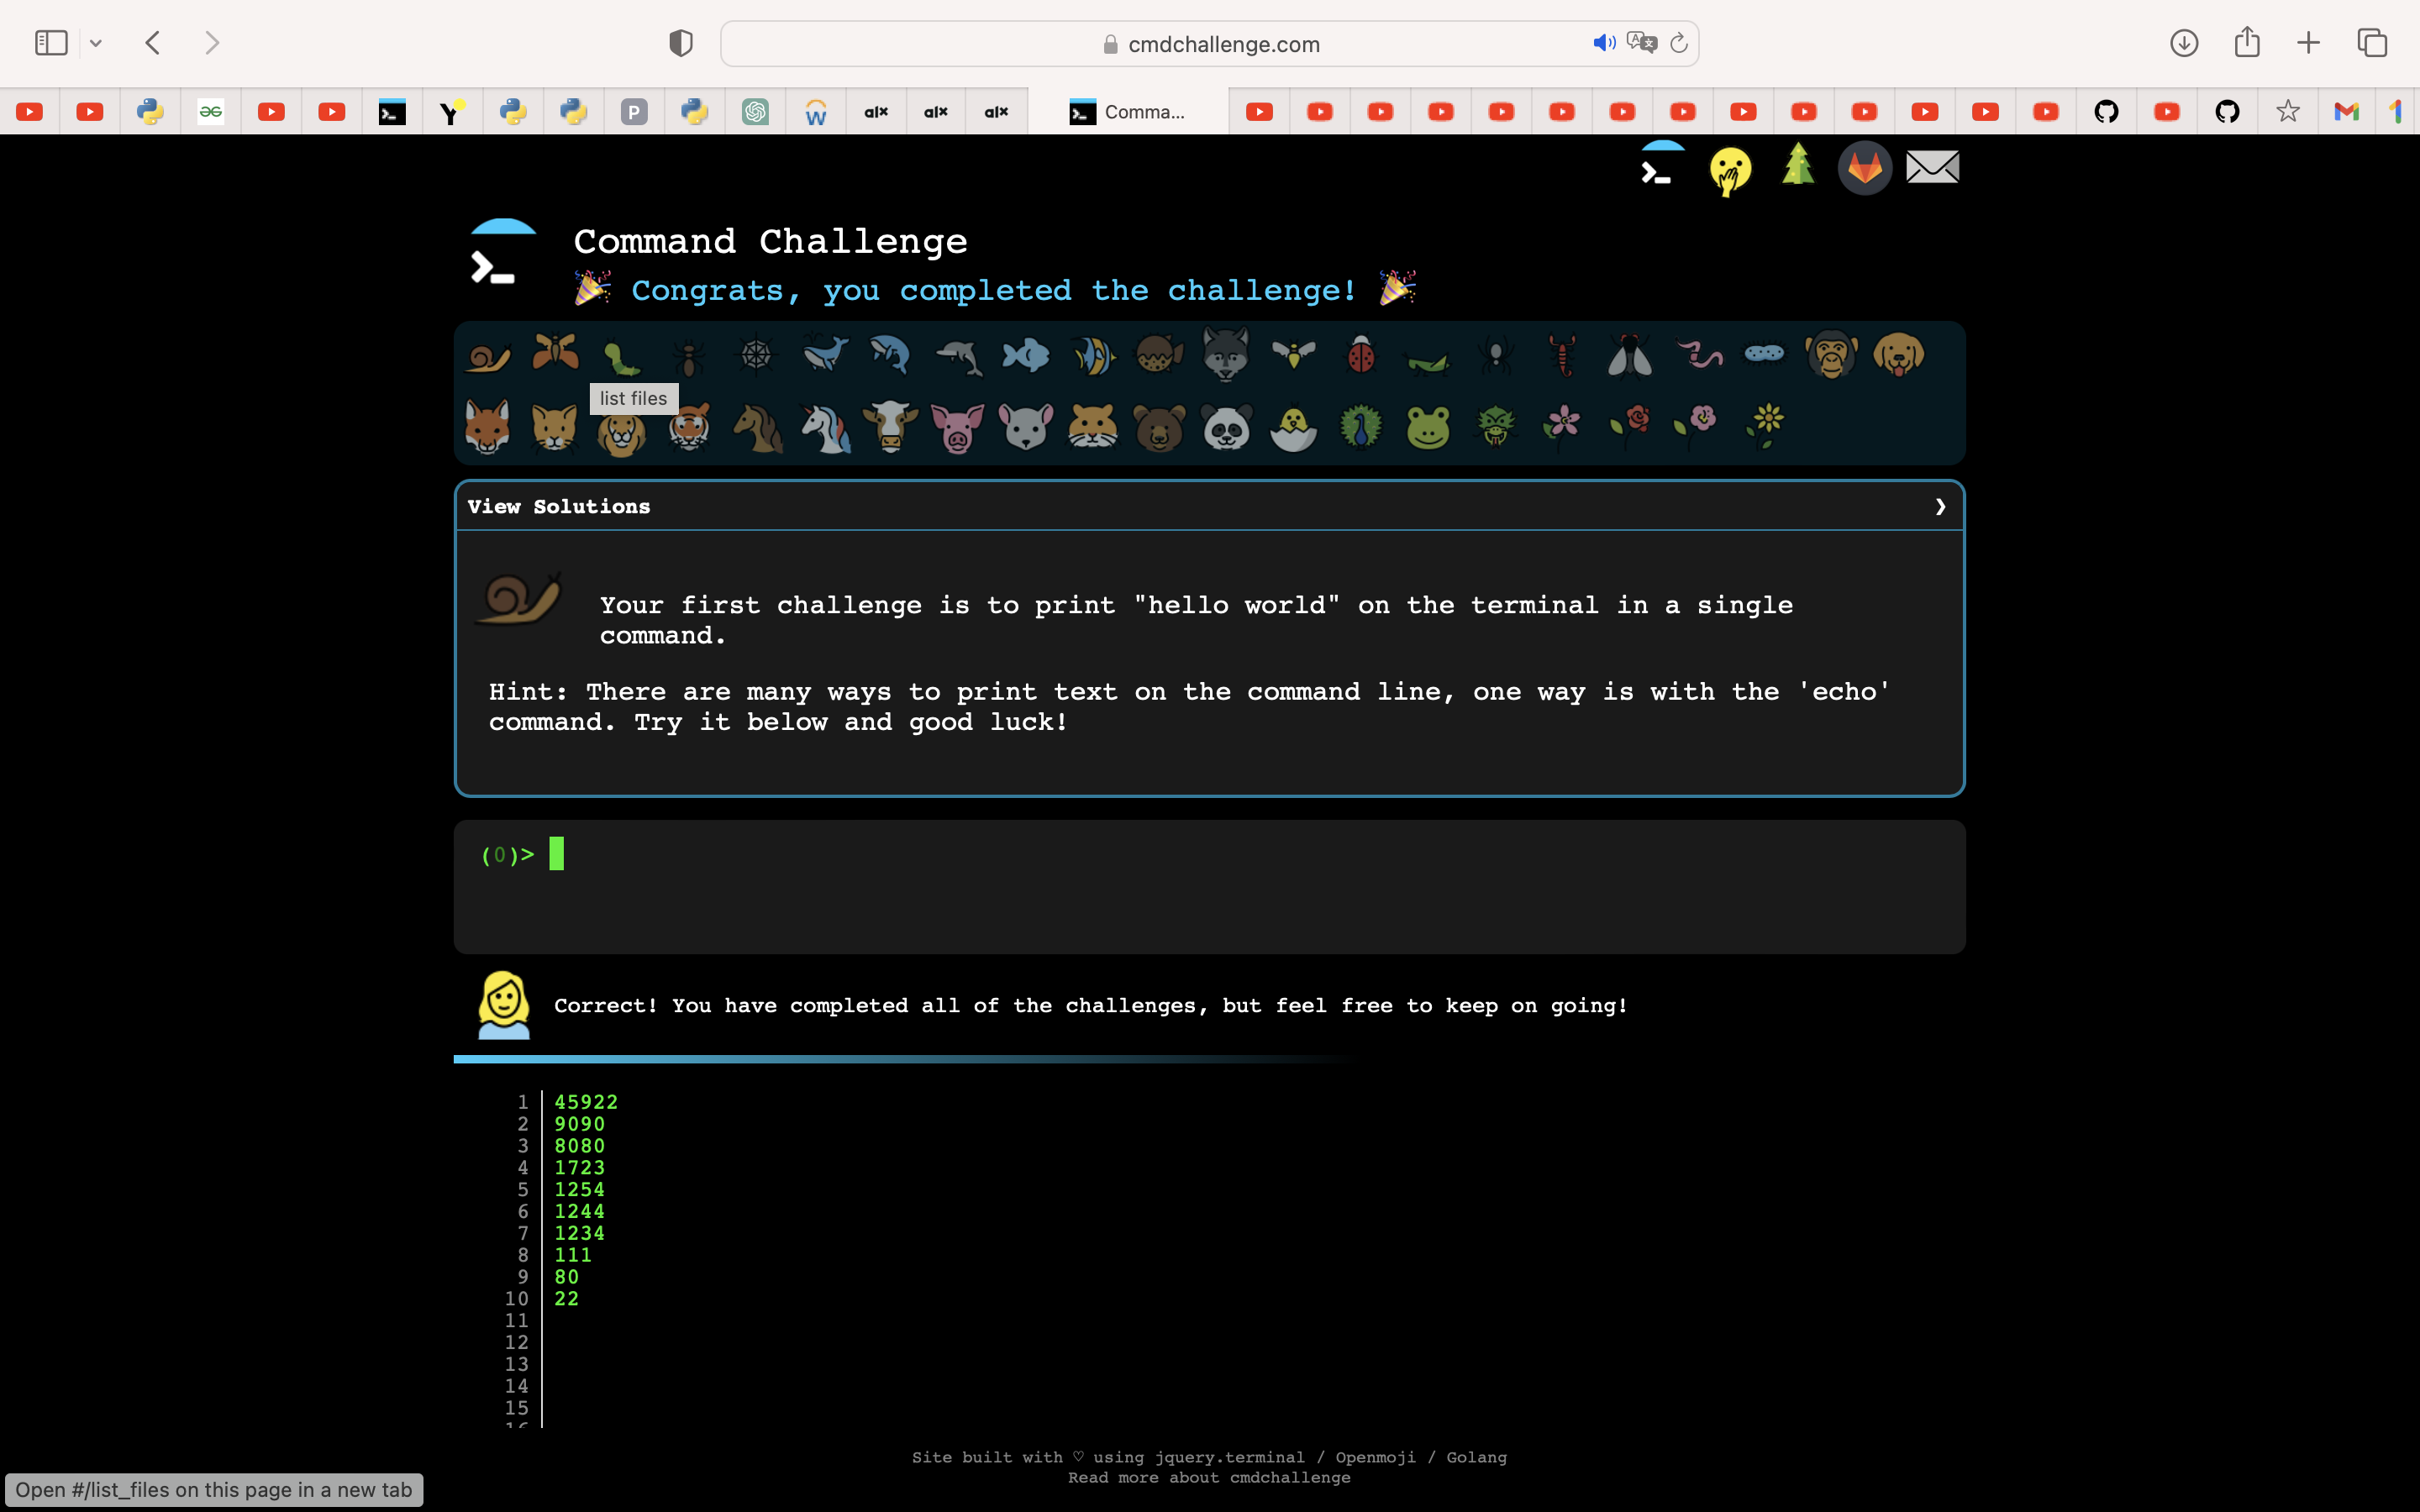 cmdchallenge.com
Comma...
Command Challenge
Congrats, you completed the challenge!
list files
View Solutions
Your first challenge is to print "hello world" on the terminal in a single
command.
Hint: There are many ways to print text on the command line, one way is with the 'echo'
command. Try it below and good luck!
(0)>
Correct! You have completed all of the challenges, but feel free to keep on going!
1 45922
2 9090
3 8080
4 1723
5 1254
6 1244
7 1234
8 111
9 80
10 22
11
12
13
14
15
Site built with ♡ using jquery.terminal / Openmoji / Golang
Read more about cmdchallenge
Open #/list_files on this page in a new tab